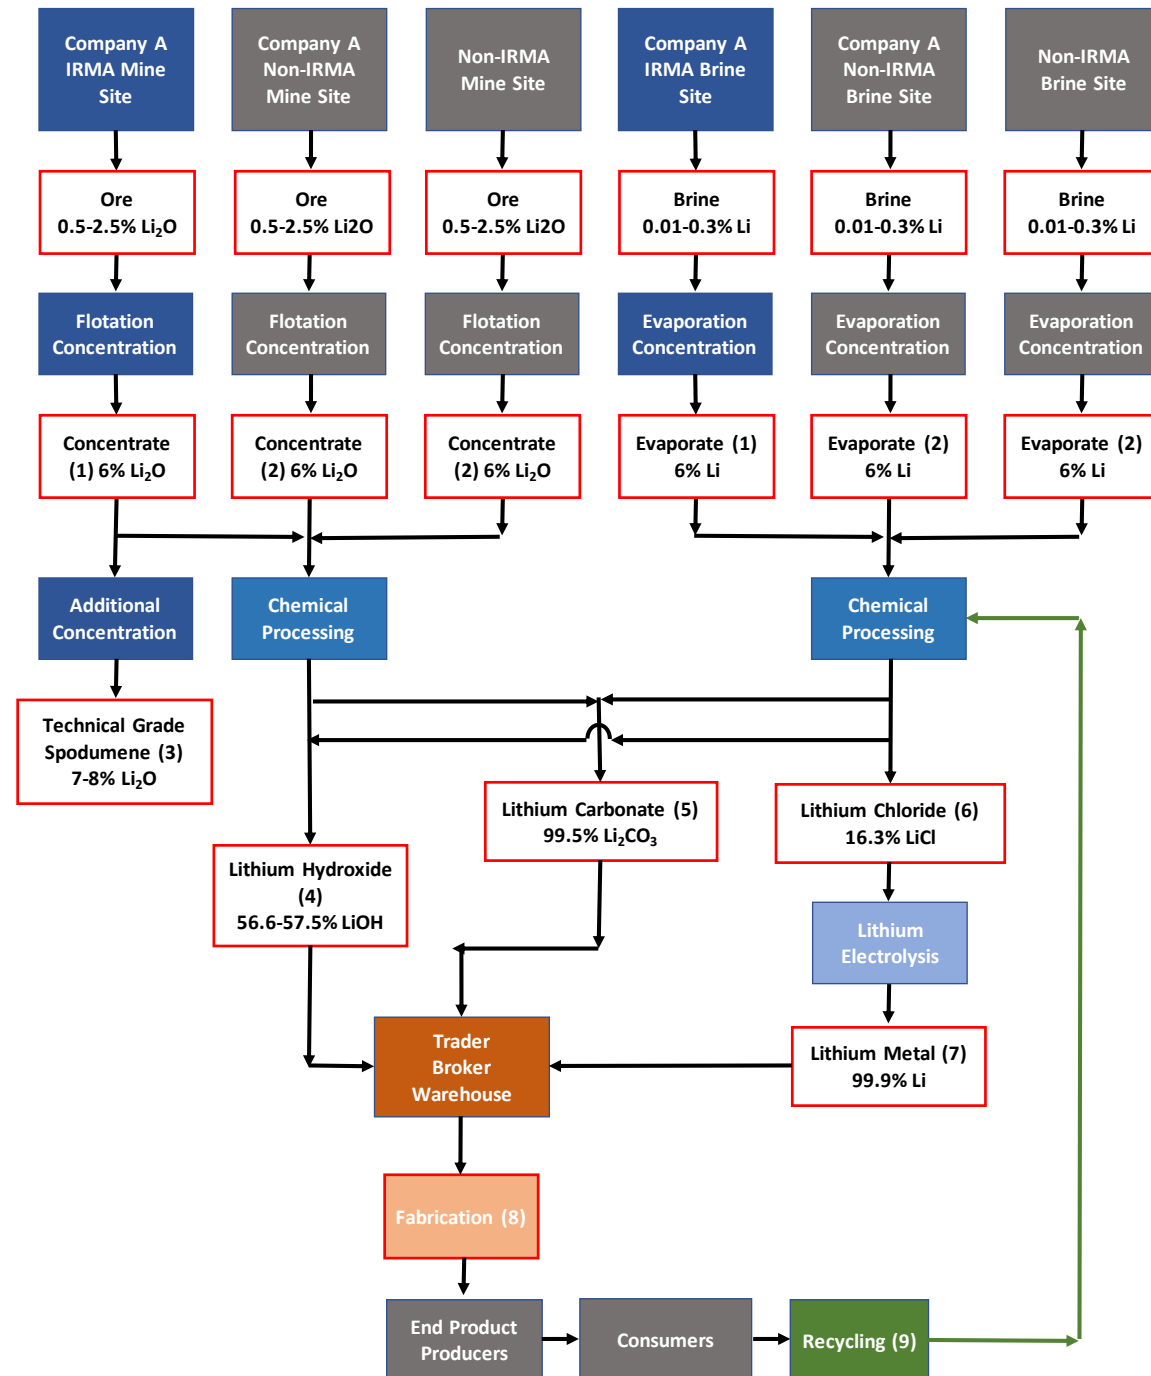 Company A
IRMA Mine
Site
Company A
Non-IRMA
Mine Site
Non-IRMA
Mine Site
Company A
IRMA Brine
Site
Company A
Non-IRMA
Brine Site
Non-IRMA
Brine Site
Ore
0.5-2.5% Li₂O
Ore
0.5-2.5% Li2O
Ore
0.5-2.5% Li2O
Brine
0.01-0.3% Li
Brine
0.01-0.3% Li
Brine
0.01-0.3% Li
Flotation
Concentration
Flotation
Concentration
Flotation
Concentration
Evaporation
Concentration
Evaporation
Concentration
Evaporation
Concentration
Concentrate
(1) 6% Li₂O
Concentrate
(2) 6% Li₂O
Concentrate
(2) 6% Li₂O
Evaporate (1)
6% Li
Evaporate (2)
6% Li
Evaporate (2)
6% Li
Additional
Concentration
Chemical
Processing
Chemical
Processing
Technical Grade
Spodumene (3)
7-8% Li₂O
Lithium Carbonate (5)
99.5% Li₂CO₃
Lithium Chloride (6)
16.3% LiCl
Lithium Hydroxide
(4)
56.6-57.5% LiOH
Lithium
Electrolysis
Trader
Broker
Warehouse
Lithium Metal (7)
99.9% Li
Fabrication (8)
End Product
Producers
Consumers
Recycling (9)